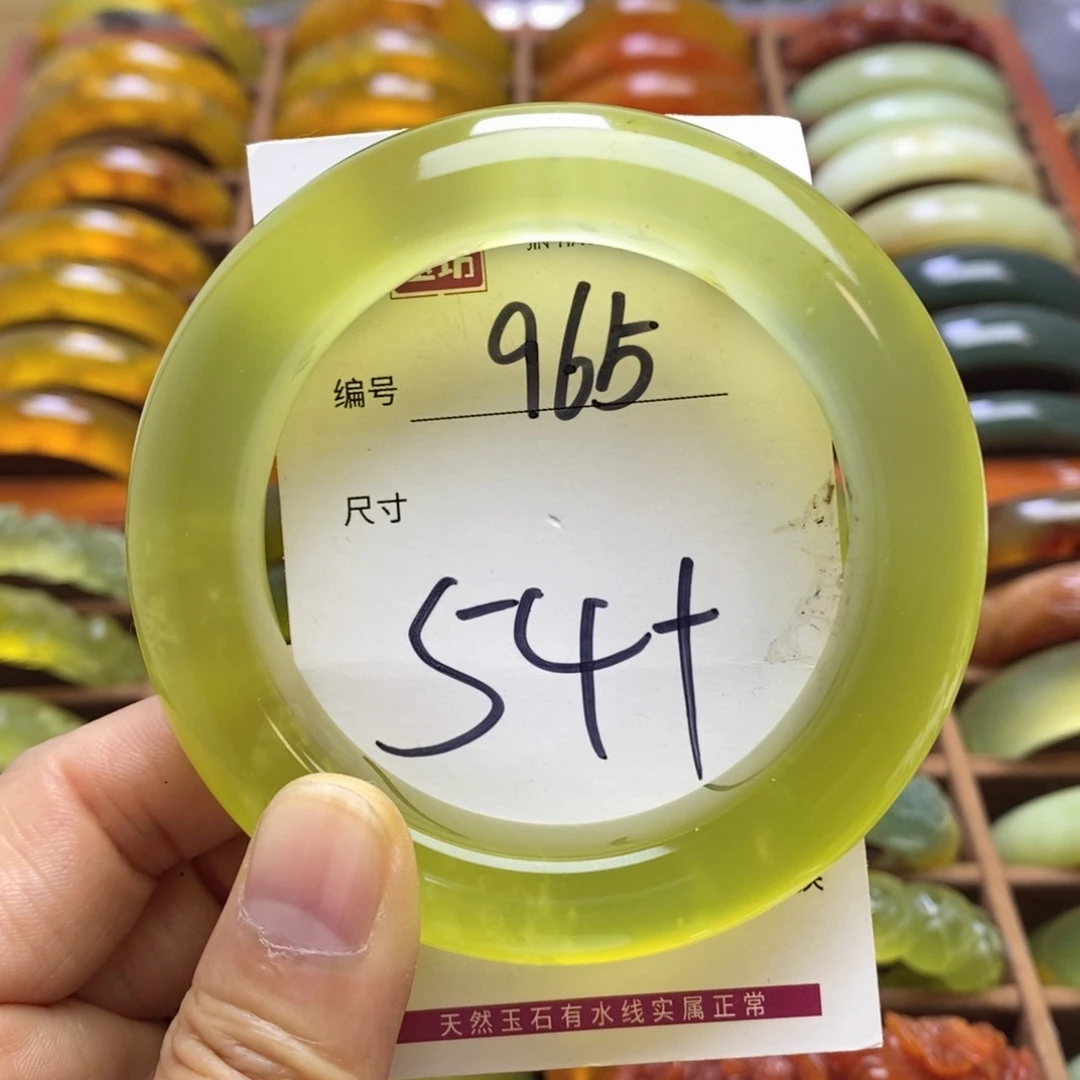 编号 965
尺寸
54+
天然玉石有水线实属正常